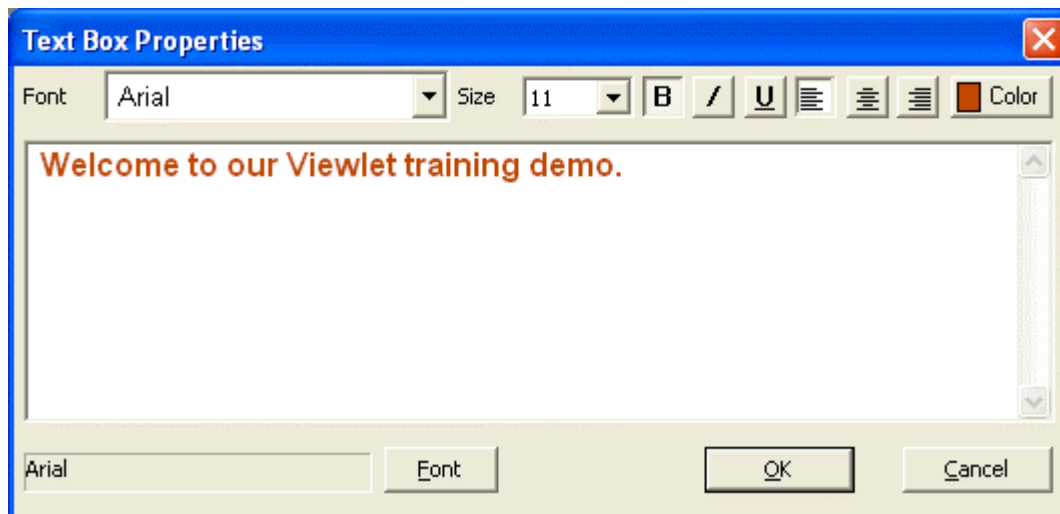 Text Box Properties
Font Arial Size 11 B I U Color
Welcome to our Viewlet training demo.
Arial Font OK Cancel